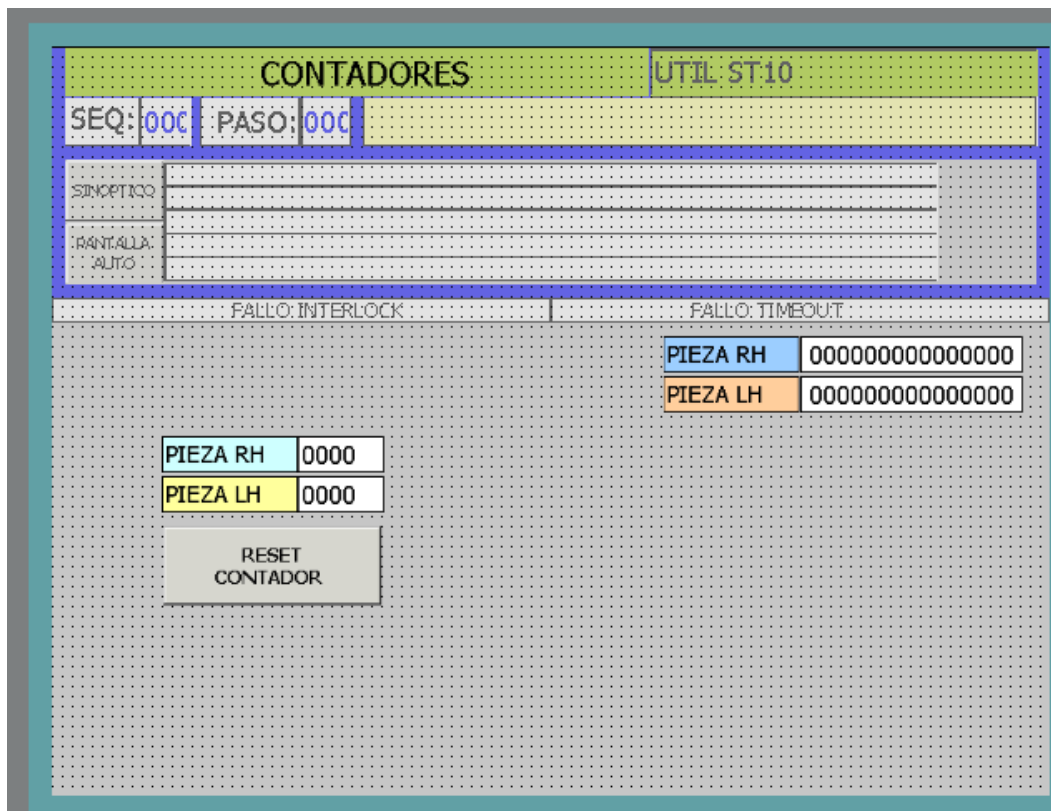 CONTADORES
UTIL ST10
SEQ: 000 PASO: 000
SINOPTICO
PANTALLA
AUTO
FALLO INTERLOCK
FALLO TIMEOUT
PIEZA RH 000000000000000
PIEZA LH 000000000000000
PIEZA RH 0000
PIEZA LH 0000
RESET
CONTADOR